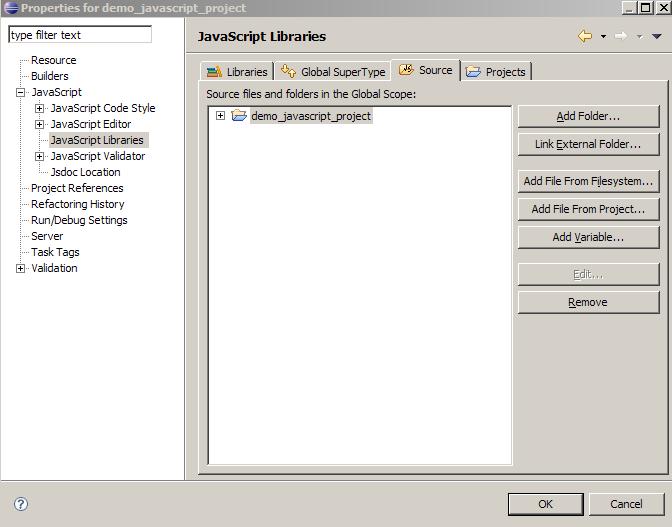 Properties for demo_javascript_project
type filter text
JavaScript Libraries
Resource
Builders
JavaScript
JavaScript Code Style
JavaScript Editor
JavaScript Libraries
JavaScript Validator
Jsdoc Location
Project References
Refactoring History
Run/Debug Settings
Server
Task Tags
Validation
Libraries Global SuperType Source Projects
Source files and folders in the Global Scope:
demo_javascript_project
Add Folder...
Link External Folder...
Add File From Filesystem...
Add File From Project...
Add Variable...
Edit...
Remove
OK Cancel